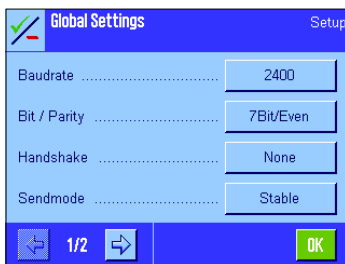 Global Settings Setup
Baudrate ............................ 2400
Bit / Parity ............................ 7Bit/Even
Handshake ............................ None
Sendmode ............................ Stable
1/2 OK